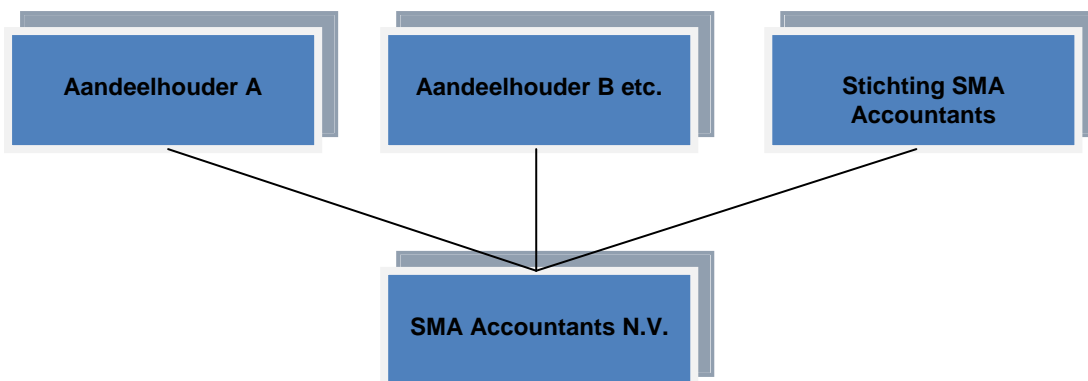 Aandeelhouder A
Aandeelhouder B etc.
Stichting SMA
Accountants
SMA Accountants N.V.